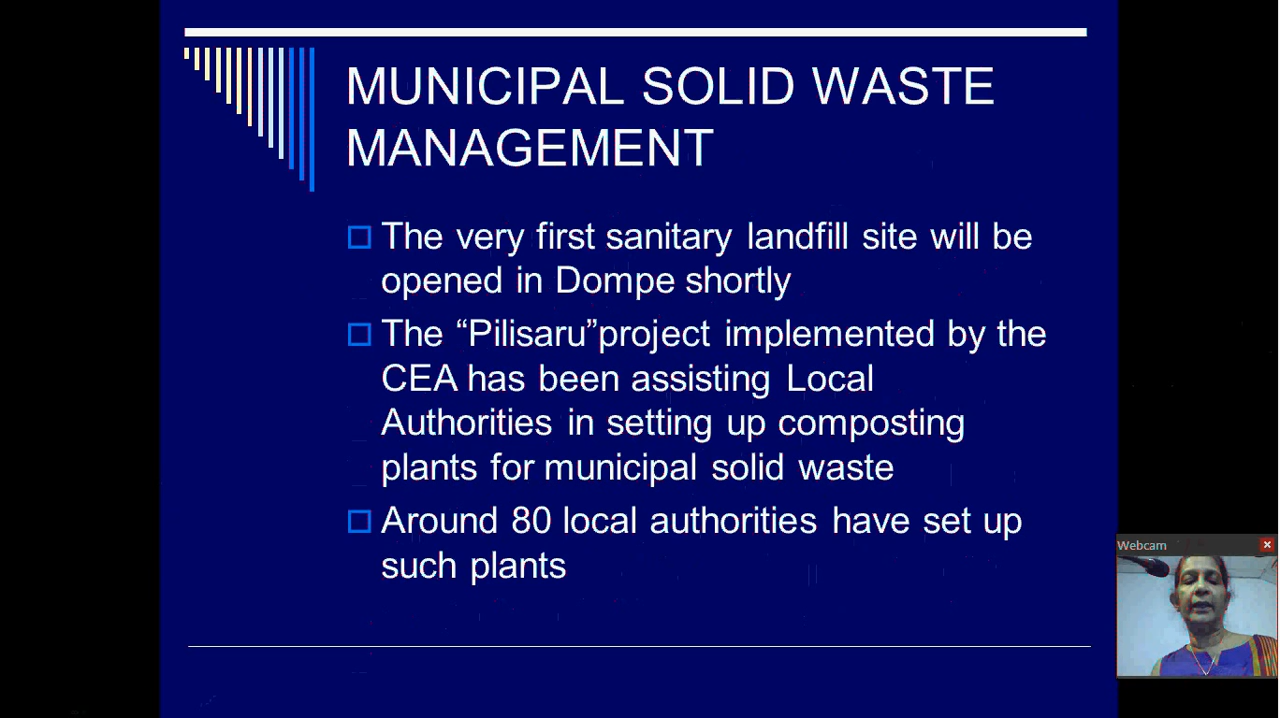 MUNICIPAL SOLID WASTE
MANAGEMENT
The very first sanitary landfill site will be
opened in Dompe shortly
The “Pilisaru”project implemented by the
CEA has been assisting Local
Authorities in setting up composting
plants for municipal solid waste
Around 80 local authorities have set up
such plants
Webcam